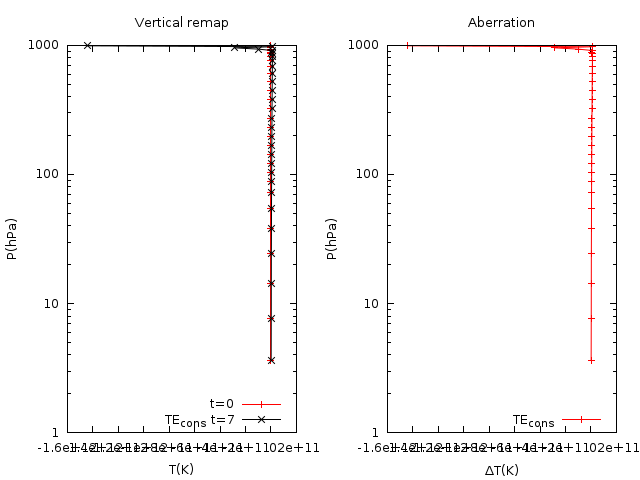 Vertical remap
1000
100
10
1
P(hPa)
t=0
TEcons t=7
T(K)
Aberration
1000
100
10
1
P(hPa)
TEcons
ΔT(K)